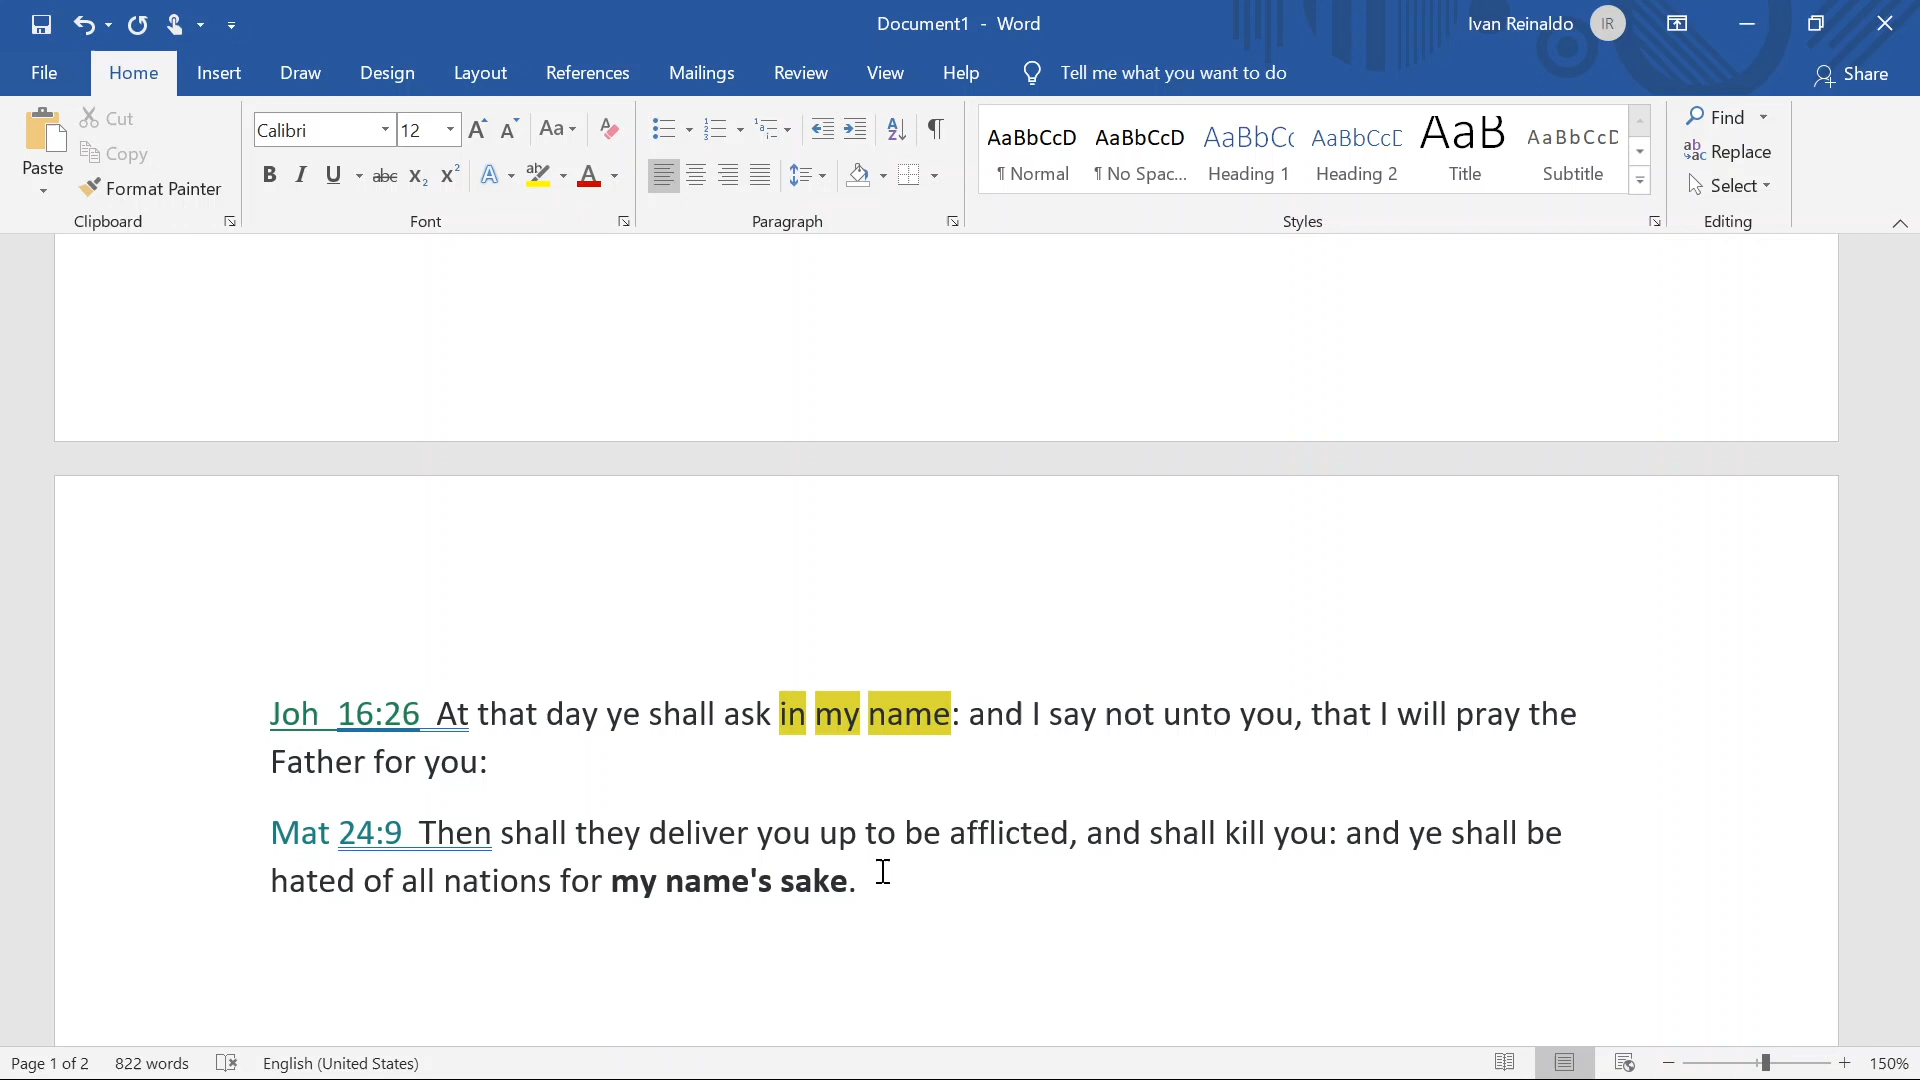 Document1 - Word
Ivan Reinaldo IR
File Home Insert Draw Design Layout References Mailings Review View Help Tell me what you want to do Share
Paste
Cut
Copy
Format Painter
Clipboard
Calibri 12 Aa
B I U abc X₂ X² A ab A
Font
Paragraph
AaBbCcD AaBbCcD AaBbCc AaBbCcE AaB AaBbCcD
¶ Normal ¶ No Spac... Heading 1 Heading 2 Title Subtitle
Styles
Find
Replace
Select
Editing
Joh 16:26 At that day ye shall ask in my name: and I say not unto you, that I will pray the
Father for you:
Mat 24:9 Then shall they deliver you up to be afflicted, and shall kill you: and ye shall be
hated of all nations for my name's sake.
Page 1 of 2 822 words English (United States) 150%